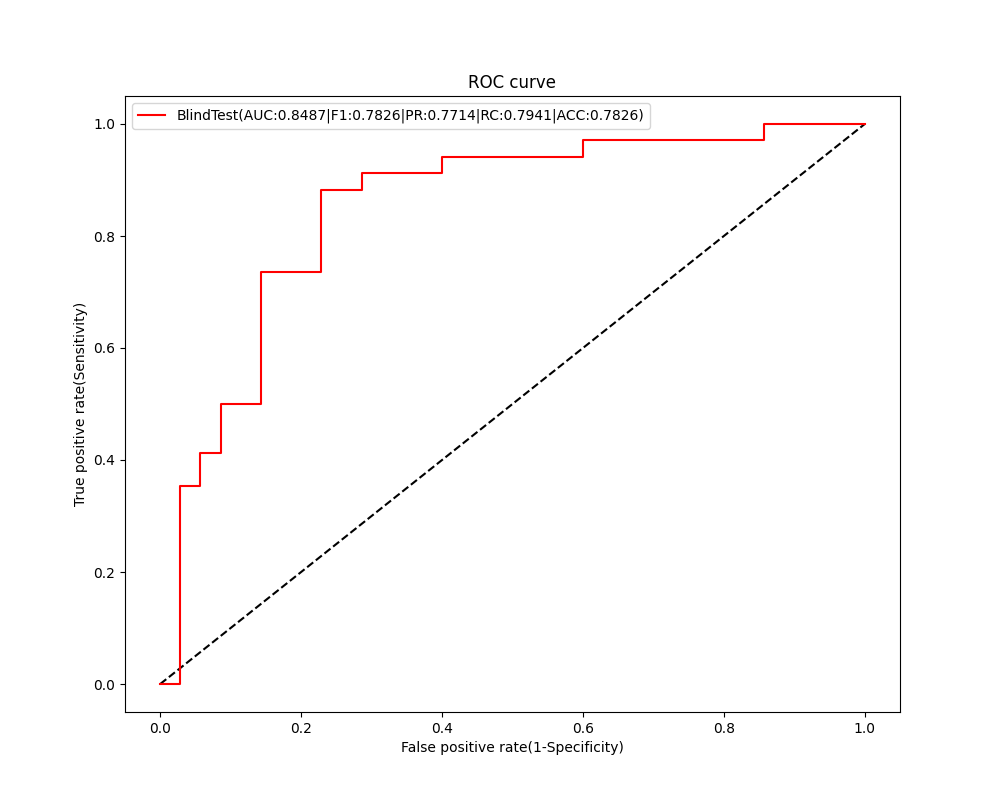 ROC curve
BlindTest(AUC:0.8487|F1:0.7826|PR:0.7714|RC:0.7941|ACC:0.7826)
1.0
0.8
0.6
0.4
0.2
0.0
True positive rate(Sensitivity)
0.0 0.2 0.4 0.6 0.8 1.0
False positive rate(1-Specificity)